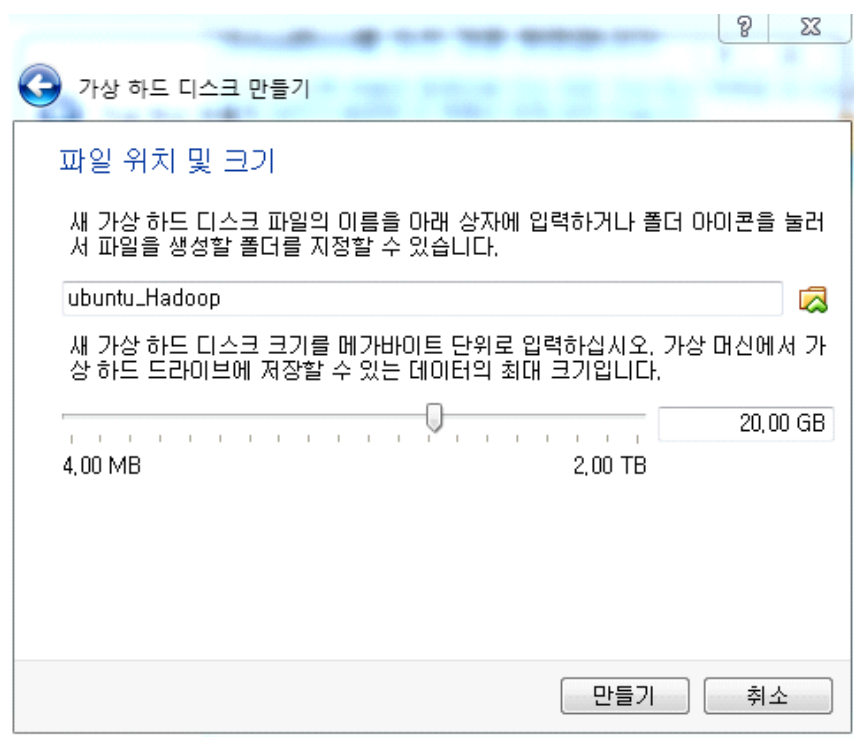 가상 하드 디스크 만들기
파일 위치 및 크기
새 가상 하드 디스크 파일의 이름을 아래 상자에 입력하거나 폴더 아이콘을 눌러
서 파일을 생성할 폴더를 지정할 수 있습니다.
ubuntu_Hadoop
새 가상 하드 디스크 크기를 메가바이트 단위로 입력하십시오. 가상 머신에서 가
상 하드 드라이브에 저장할 수 있는 데이터의 최대 크기입니다.
20,00 GB
4,00 MB 2,00 TB
만들기 취소